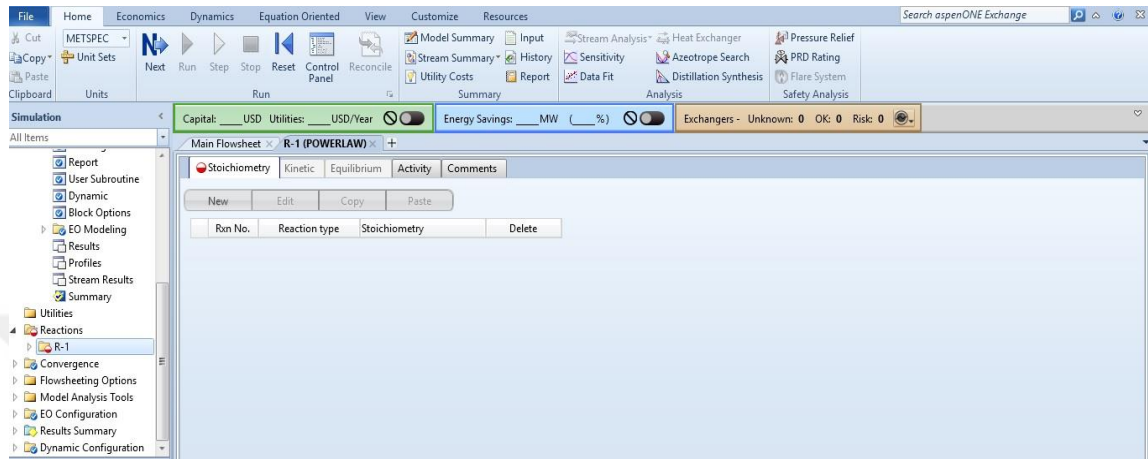 File Home Economics Dynamics Equation Oriented View Customize Resources Search aspenONE Exchange
Cut METSPEC Model Summary Input Stream Analysis Heat Exchanger Pressure Relief
Copy Unit Sets Next Run Step Stop Reset Control Panel Reconcile Stream Summary History Sensitivity Azeotrope Search PRD Rating
Paste Utility Costs Report Data Fit Distillation Synthesis Flare System
Clipboard Units Run Summary Analysis Safety Analysis
Simulation Capital: ____USD Utilities: ____USD/Year Energy Savings: ____MW (____%) Exchangers - Unknown: 0 OK: 0 Risk: 0
All Items Main Flowsheet R-1 (POWERLAW) +
Report Stoichiometry Kinetic Equilibrium Activity Comments
User Subroutine
Dynamic New Edit Copy Paste
Block Options Rxn No. Reaction type Stoichiometry Delete
EO Modeling
Results
Profiles
Stream Results
Summary
Utilities
Reactions
R-1
Convergence
Flowsheeting Options
Model Analysis Tools
EO Configuration
Results Summary
Dynamic Configuration